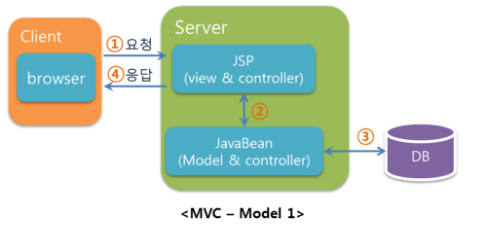 Client
browser
①요청
④응답
Server
JSP
(view & controller)
②
JavaBean
(Model & controller)
③
DB
<MVC – Model 1>